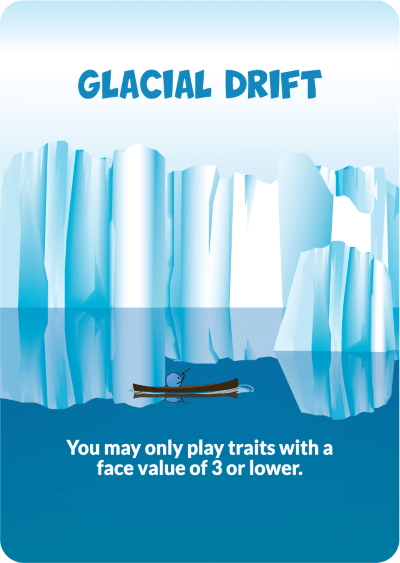 GLACIAL DRIFT
You may only play traits with a
face value of 3 or lower.